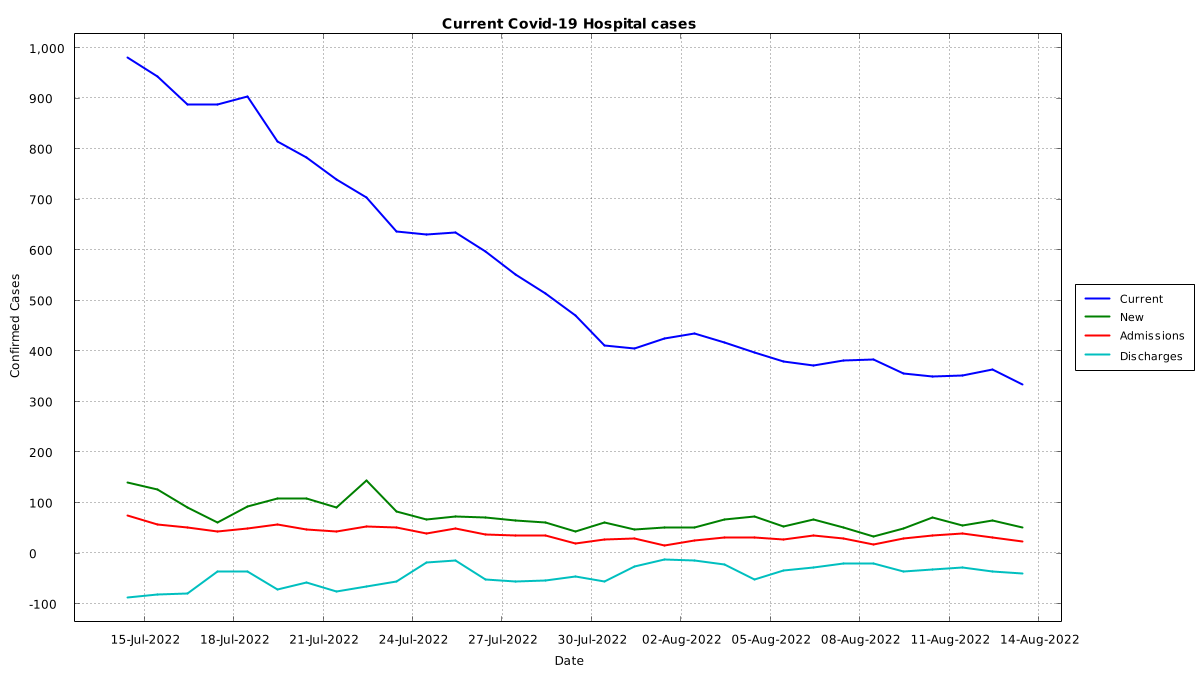 Current Covid-19 Hospital cases
Confirmed Cases
1,000
900
800
700
600
500
400
300
200
100
0
-100
15-Jul-2022 18-Jul-2022 21-Jul-2022 24-Jul-2022 27-Jul-2022 30-Jul-2022 02-Aug-2022 05-Aug-2022 08-Aug-2022 11-Aug-2022 14-Aug-2022
Date
Current
New
Admissions
Discharges